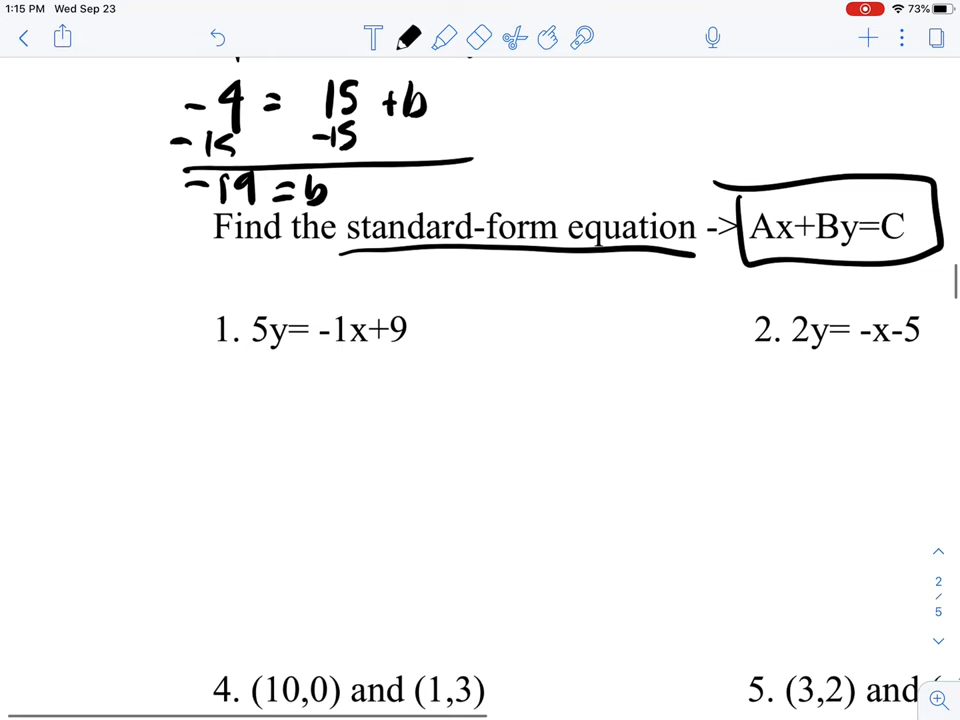 1:15 PM Wed Sep 23
73%
T
-4 = 15 + b
-15 -15
-19 = b
Find the standard-form equation -> Ax+By=C
1. 5y= -1x+9
2. 2y= -x-5
2
/
5
4. (10,0) and (1,3)
5. (3,2) and